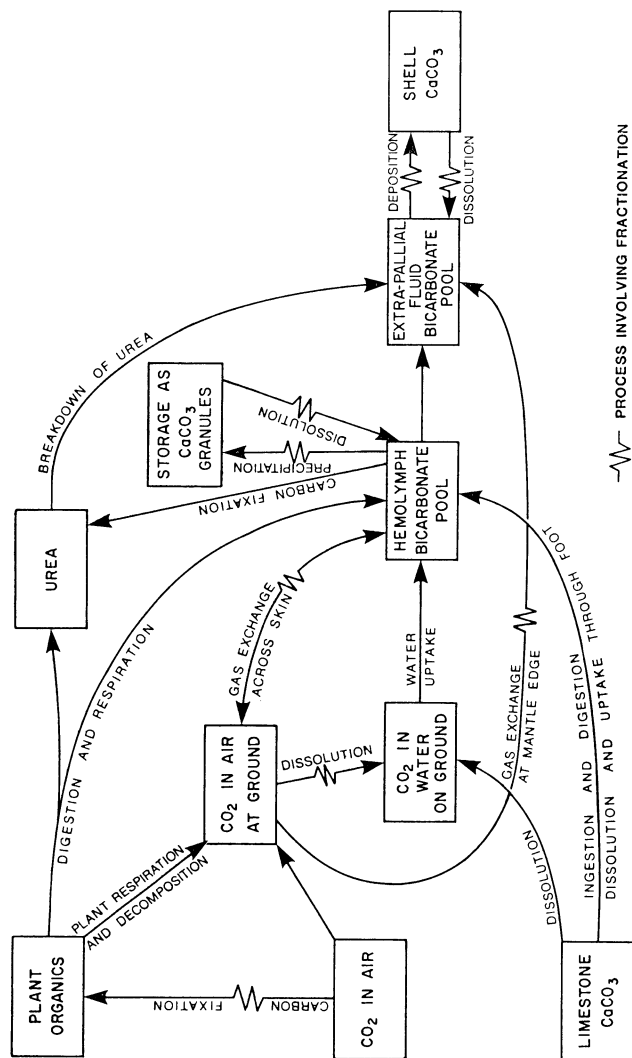 PLANT
ORGANICS
CARBON
FIXATION
CO2 IN AIR
LIMESTONE
CaCO3
PLANT RESPIRATION
AND DECOMPOSITION
DIGESTION AND RESPIRATION
UREA
BREAKDOWN OF UREA
CO2 IN AIR
AT GROUND
GAS EXCHANGE
ACROSS SKIN
DISSOLUTION
CO2 IN
WATER
ON GROUND
WATER
UPTAKE
DISSOLUTION
GAS EXCHANGE
AT MANTLE EDGE
INGESTION AND DIGESTION
DISSOLUTION AND UPTAKE THROUGH FOOT
STORAGE AS
CaCO3
GRANULES
CARBON FIXATION
PRECIPITATION
DISSOLUTION
HEMOLYMPH
BICARBONATE
POOL
EXTRA-PALLIAL
FLUID
BICARBONATE
POOL
DEPOSITION
DISSOLUTION
SHELL
CaCO3
PROCESS INVOLVING FRACTIONATION